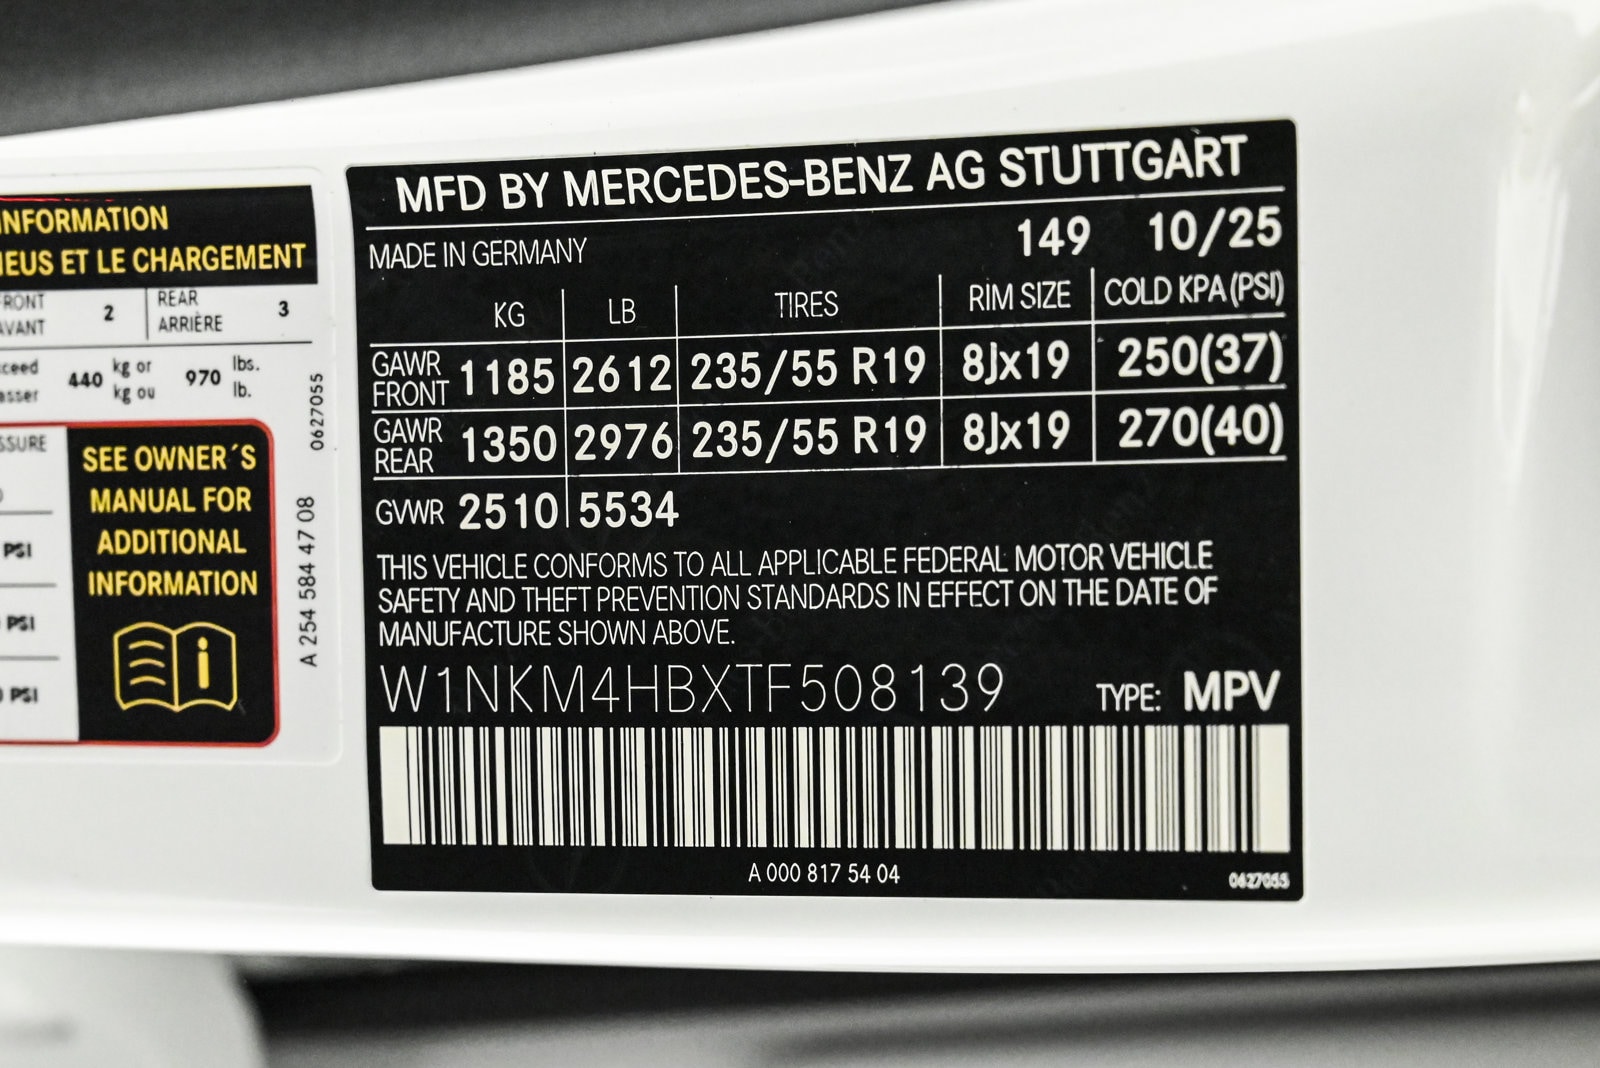 INFORMATION
NEUS ET LE CHARGEMENT
FRONT
AVANT
2
REAR
ARRIÈRE
3
440 kg or 970 lbs.
kg ou lb.
0627055
SEE OWNER´S
MANUAL FOR
ADDITIONAL
INFORMATION
PSI
PSI
PSI
A 254 584 47 08
MFD BY MERCEDES-BENZ AG STUTTGART
MADE IN GERMANY 149 10/25
KG LB TIRES RIM SIZE COLD KPA (PSI)
GAWR FRONT 1185 2612 235/55 R19 8Jx19 250(37)
GAWR REAR 1350 2976 235/55 R19 8Jx19 270(40)
GVWR 2510 5534
THIS VEHICLE CONFORMS TO ALL APPLICABLE FEDERAL MOTOR VEHICLE
SAFETY AND THEFT PREVENTION STANDARDS IN EFFECT ON THE DATE OF
MANUFACTURE SHOWN ABOVE.
W1NKM4HBXTF508139 TYPE: MPV
A 000 817 54 04
0627055